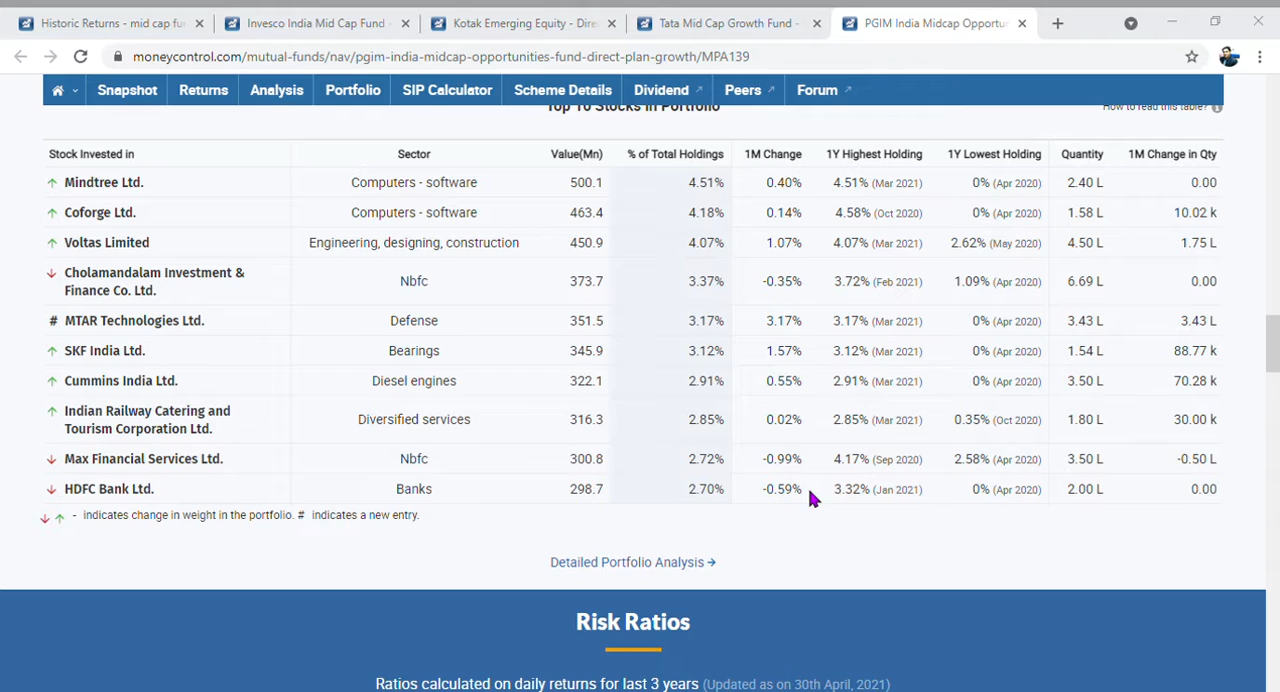 Historic Returns - mid cap fu
Invesco India Mid Cap Fund -
Kotak Emerging Equity - Dire
Tata Mid Cap Growth Fund -
PGIM India Midcap Opportu
moneycontrol.com/mutual-funds/nav/pgim-india-midcap-opportunities-fund-direct-plan-growth/MPA139
Snapshot Returns Analysis Portfolio SIP Calculator Scheme Details Dividend Peers Forum
Top 10 Stocks in Portfolio
How to read this table?
Stock Invested in Sector Value(Mn) % of Total Holdings 1M Change 1Y Highest Holding 1Y Lowest Holding Quantity 1M Change in Qty
↑ Mindtree Ltd. Computers - software 500.1 4.51% 0.40% 4.51% (Mar 2021) 0% (Apr 2020) 2.40 L 0.00
↑ Coforge Ltd. Computers - software 463.4 4.18% 0.14% 4.58% (Oct 2020) 0% (Apr 2020) 1.58 L 10.02 k
↑ Voltas Limited Engineering, designing, construction 450.9 4.07% 1.07% 4.07% (Mar 2021) 2.62% (May 2020) 4.50 L 1.75 L
↓ Cholamandalam Investment &
Finance Co. Ltd. Nbfc 373.7 3.37% -0.35% 3.72% (Feb 2021) 1.09% (Apr 2020) 6.69 L 0.00
# MTAR Technologies Ltd. Defense 351.5 3.17% 3.17% 3.17% (Mar 2021) 0% (Apr 2020) 3.43 L 3.43 L
↑ SKF India Ltd. Bearings 345.9 3.12% 1.57% 3.12% (Mar 2021) 0% (Apr 2020) 1.54 L 88.77 k
↑ Cummins India Ltd. Diesel engines 322.1 2.91% 0.55% 2.91% (Mar 2021) 0% (Apr 2020) 3.50 L 70.28 k
↑ Indian Railway Catering and
Tourism Corporation Ltd. Diversified services 316.3 2.85% 0.02% 2.85% (Mar 2021) 0.35% (Oct 2020) 1.80 L 30.00 k
↓ Max Financial Services Ltd. Nbfc 300.8 2.72% -0.99% 4.17% (Sep 2020) 2.58% (Apr 2020) 3.50 L -0.50 L
↓ HDFC Bank Ltd. Banks 298.7 2.70% -0.59% 3.32% (Jan 2021) 0% (Apr 2020) 2.00 L 0.00
↓ ↑ - indicates change in weight in the portfolio. # indicates a new entry.
Detailed Portfolio Analysis →
Risk Ratios
Ratios calculated on daily returns for last 3 years (Updated as on 30th April, 2021)